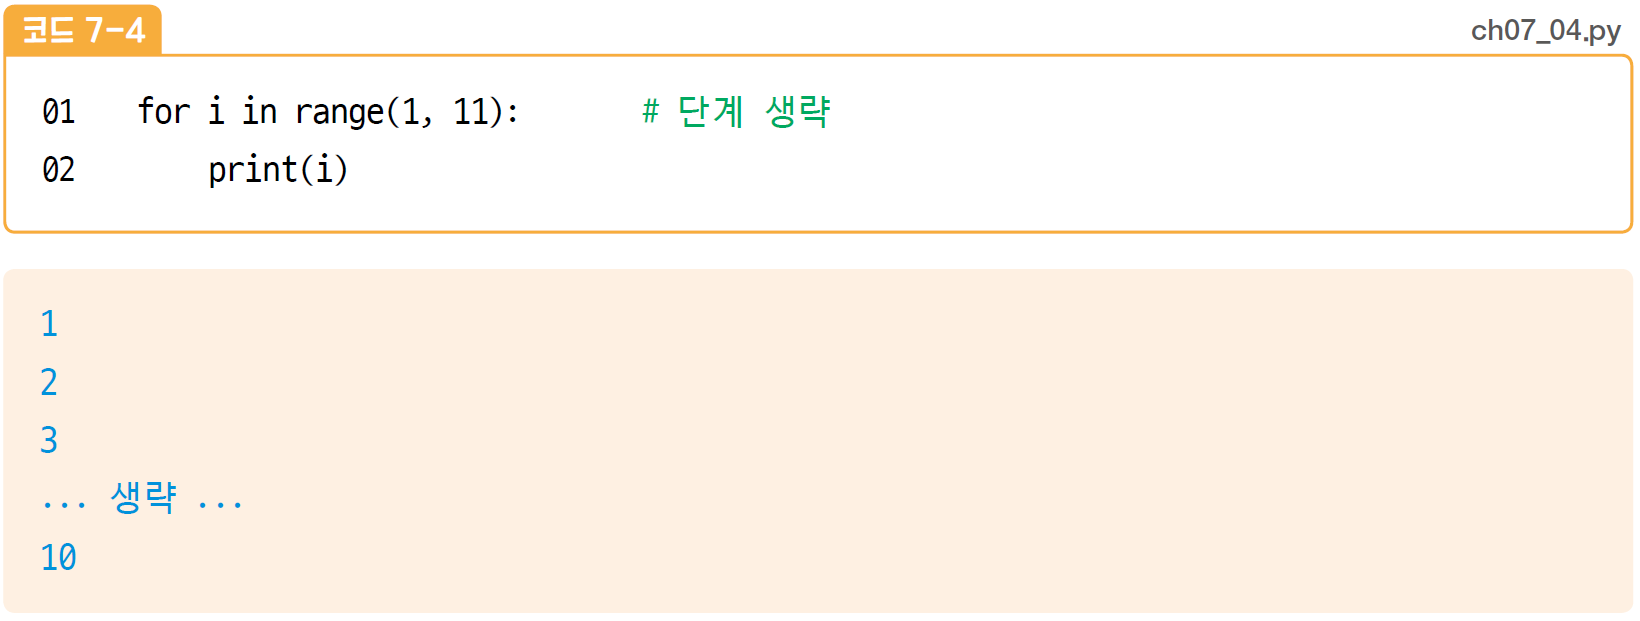 코드 7-4
ch07_04.py
01 for i in range(1, 11): # 단계 생략
02 print(i)
1
2
3
... 생략 ...
10